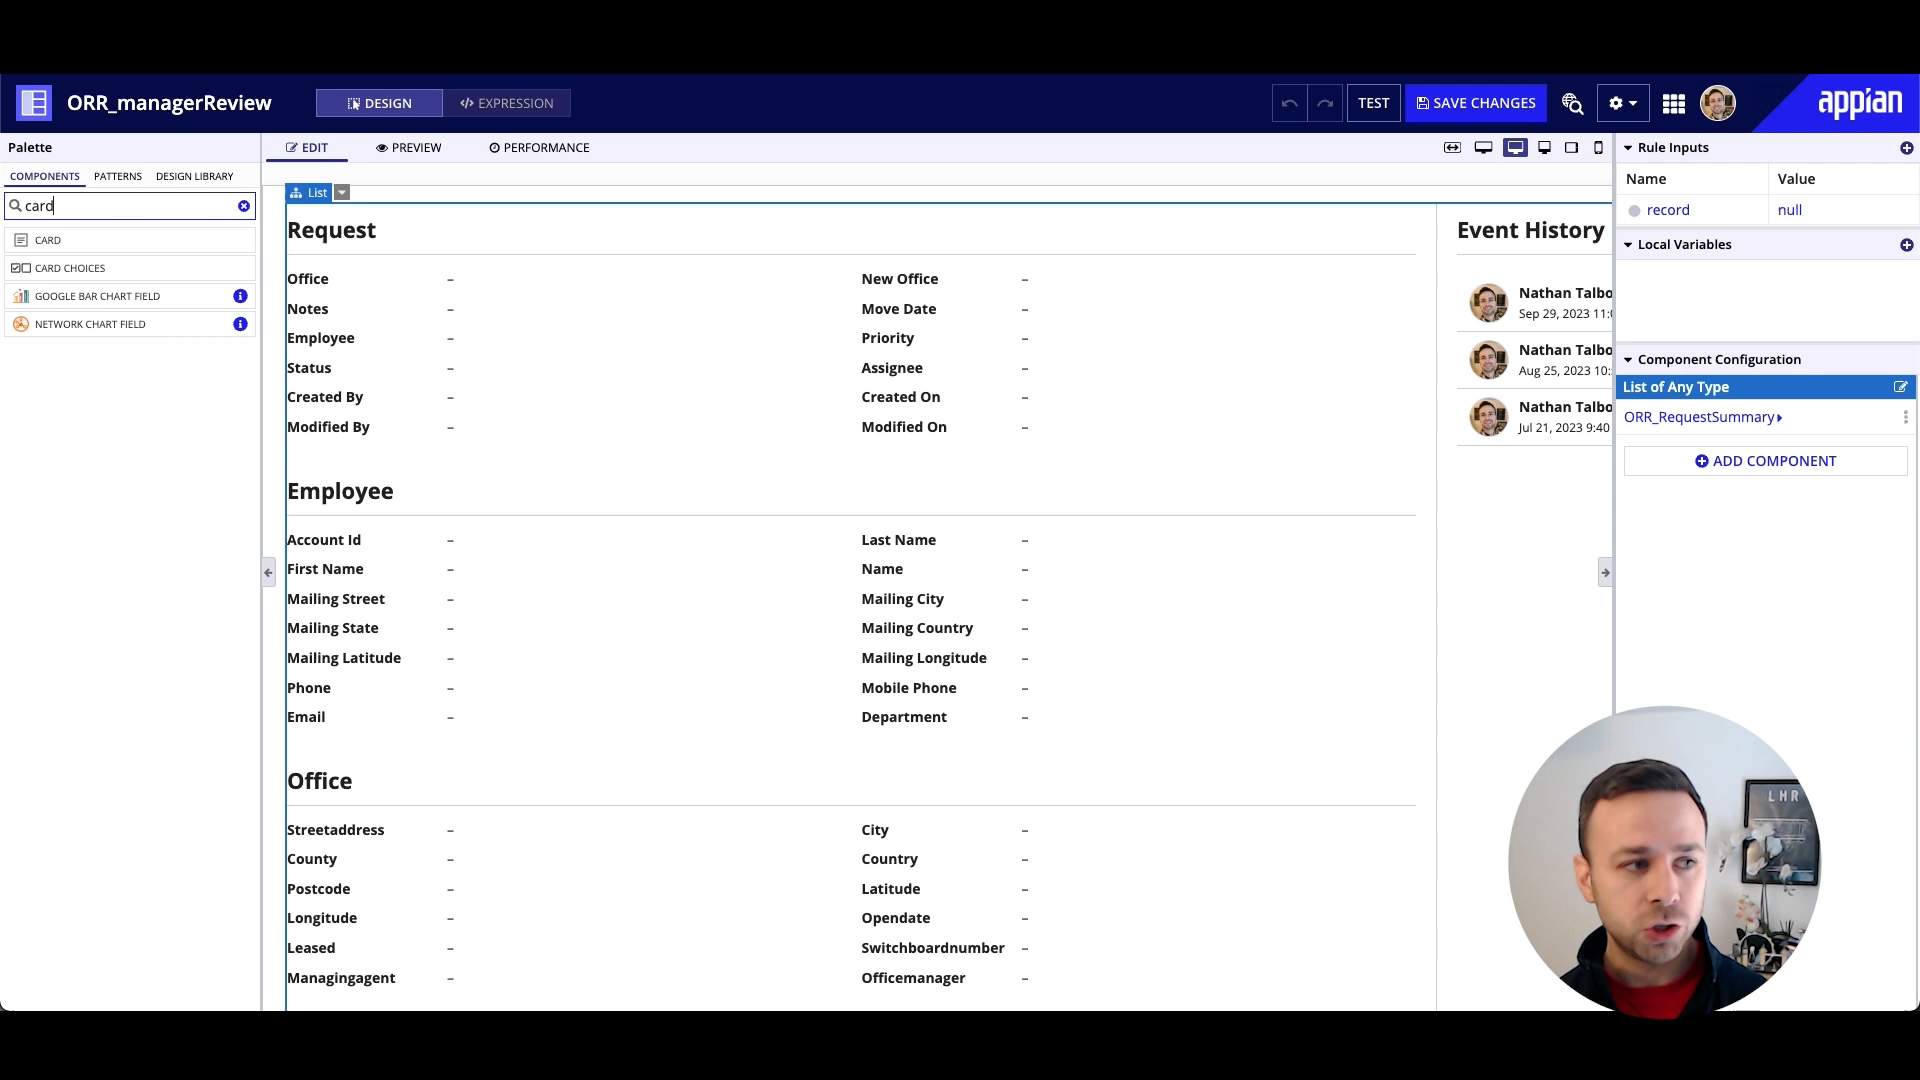 ORR_managerReview
DESIGN
</> EXPRESSION
TEST
SAVE CHANGES
appian
Palette
EDIT
PREVIEW
PERFORMANCE
COMPONENTS
PATTERNS
DESIGN LIBRARY
card
CARD
CARD CHOICES
GOOGLE BAR CHART FIELD
NETWORK CHART FIELD
List
Request
Office –
New Office –
Notes –
Move Date –
Employee –
Priority –
Status –
Assignee –
Created By –
Created On –
Modified By –
Modified On –
Employee
Account Id –
Last Name –
First Name –
Name –
Mailing Street –
Mailing City –
Mailing State –
Mailing Country –
Mailing Latitude –
Mailing Longitude –
Phone –
Mobile Phone –
Email –
Department –
Office
Streetaddress –
City –
County –
Country –
Postcode –
Latitude –
Longitude –
Opendate –
Leased –
Switchboardnumber –
Managingagent –
Officemanager –
Event History
Nathan Talbo
Sep 29, 2023 11:0
Nathan Talbo
Aug 25, 2023 10:
Nathan Talbo
Jul 21, 2023 9:40
Rule Inputs
Name Value
record null
Local Variables
Component Configuration
List of Any Type
ORR_RequestSummary
ADD COMPONENT
LHR